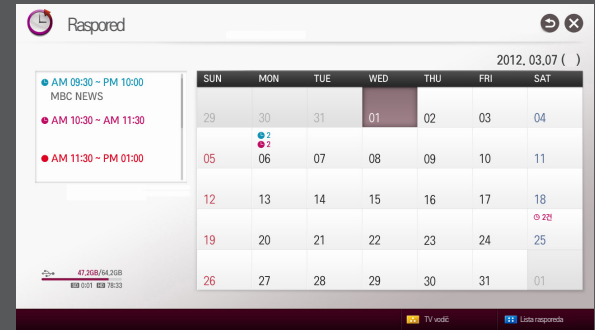 Raspored
2012. 03.07 ( )
AM 09:30 ~ PM 10:00
MBC NEWS
AM 10:30 ~ AM 11:30
AM 11:30 ~ PM 01:00
SUN MON TUE WED THU FRI SAT
29 30 31 01 02 03 04
2
2
05 06 07 08 09 10 11
12 13 14 15 16 17 18
2건
19 20 21 22 23 24 25
26 27 28 29 30 31 01
47,2GB/64,2GB
SD 0:01 HD 78:33
TV vodič Lista rasporeda